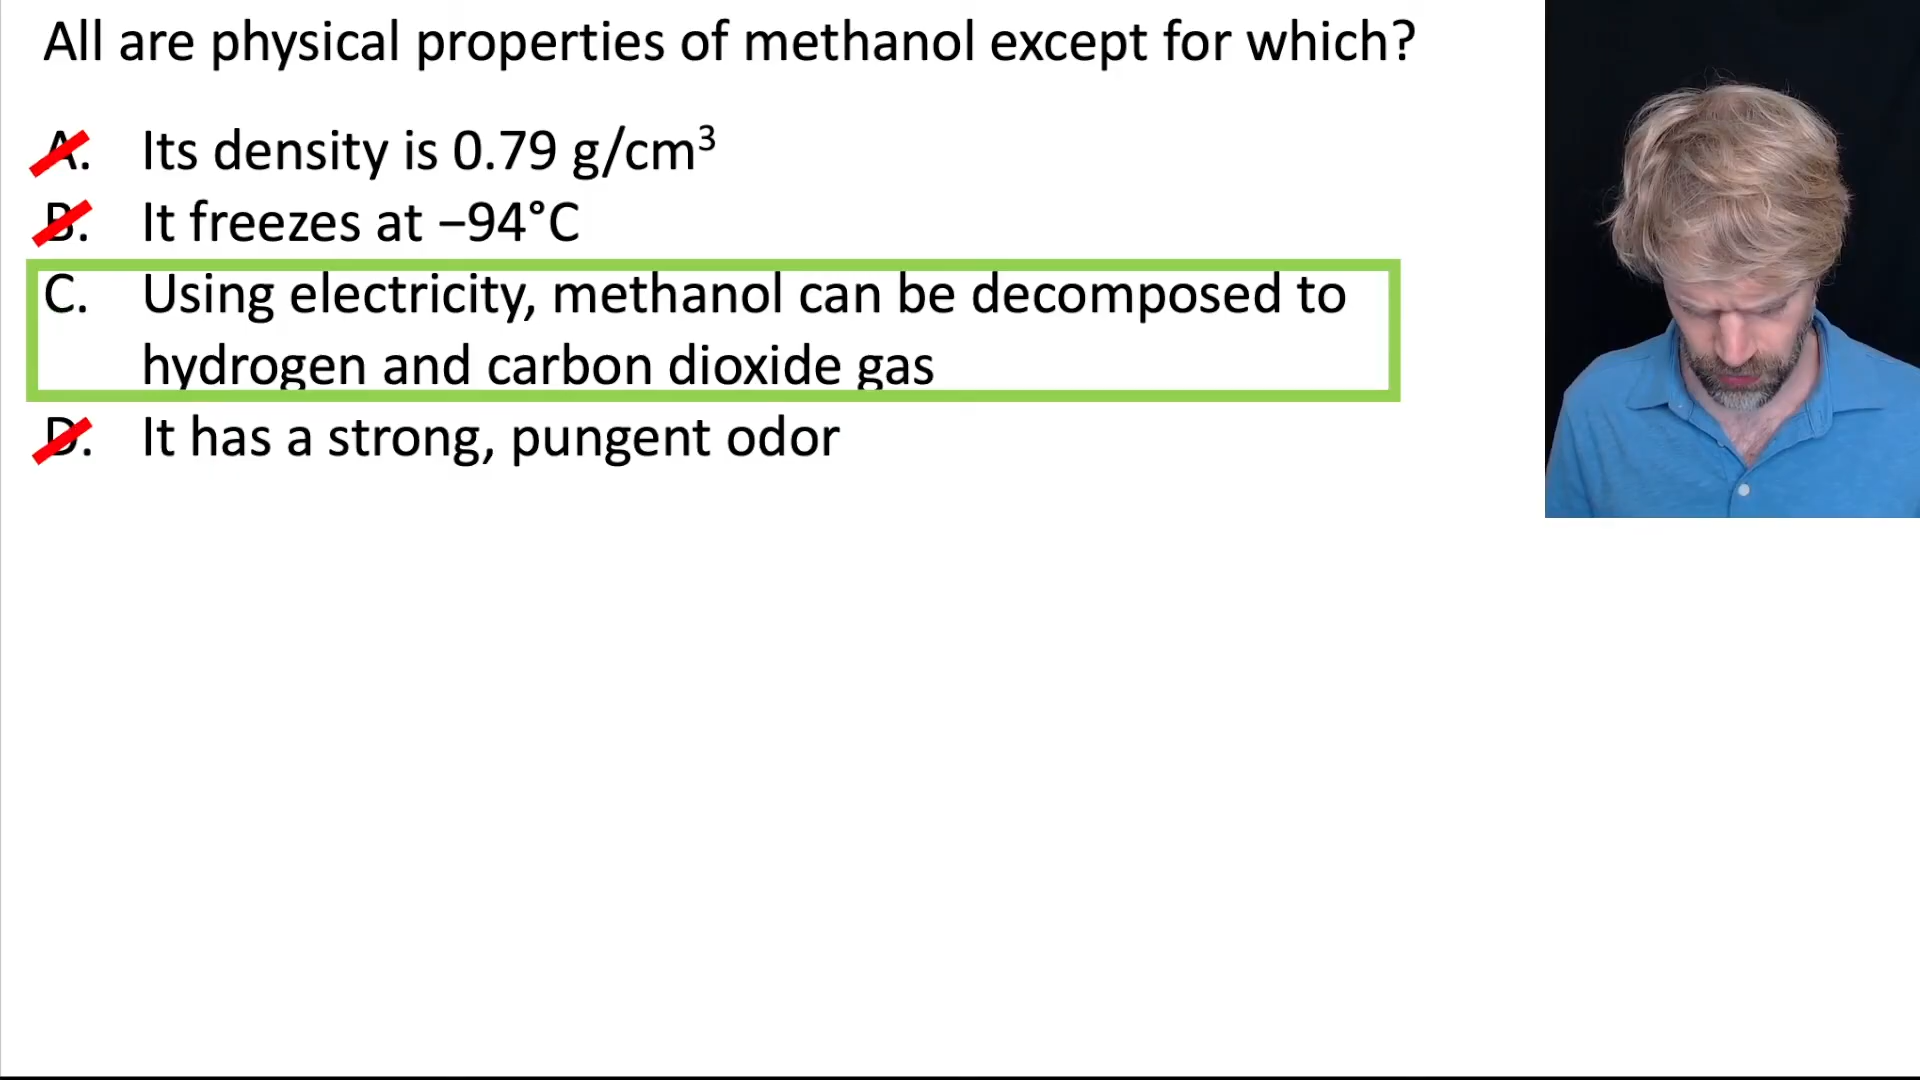 All are physical properties of methanol except for which?
A. Its density is 0.79 g/cm³
B. It freezes at −94°C
C. Using electricity, methanol can be decomposed to
hydrogen and carbon dioxide gas
D. It has a strong, pungent odor